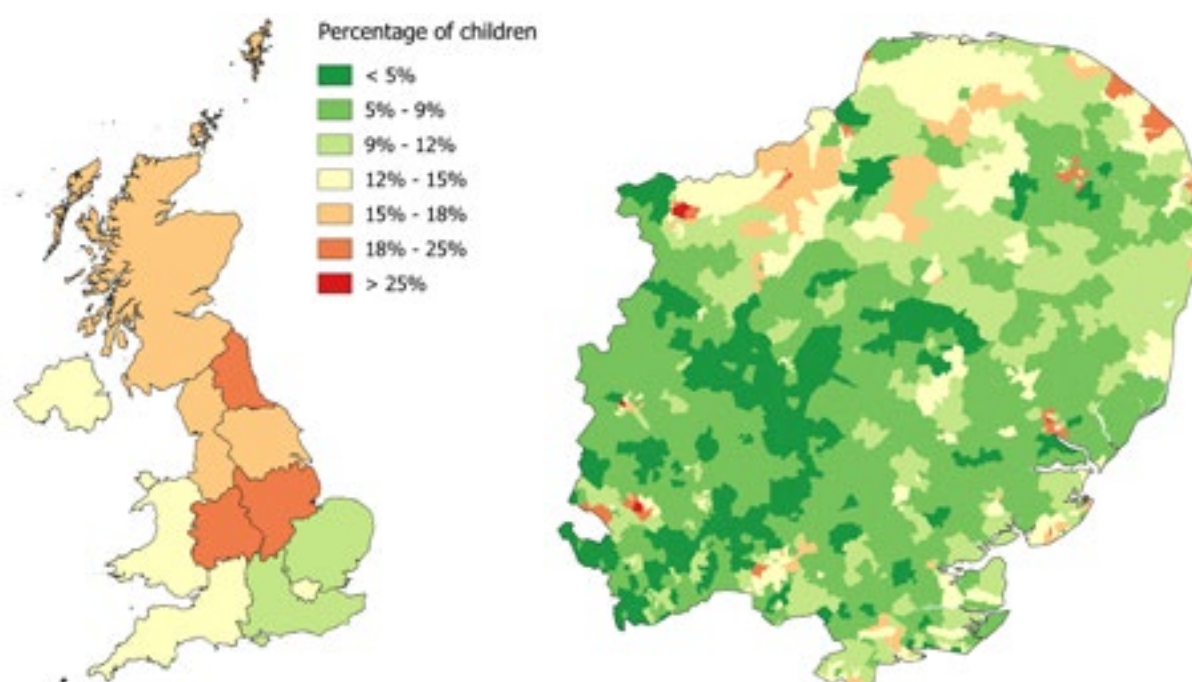 Percentage of children
< 5%
5% - 9%
9% - 12%
12% - 15%
15% - 18%
18% - 25%
> 25%